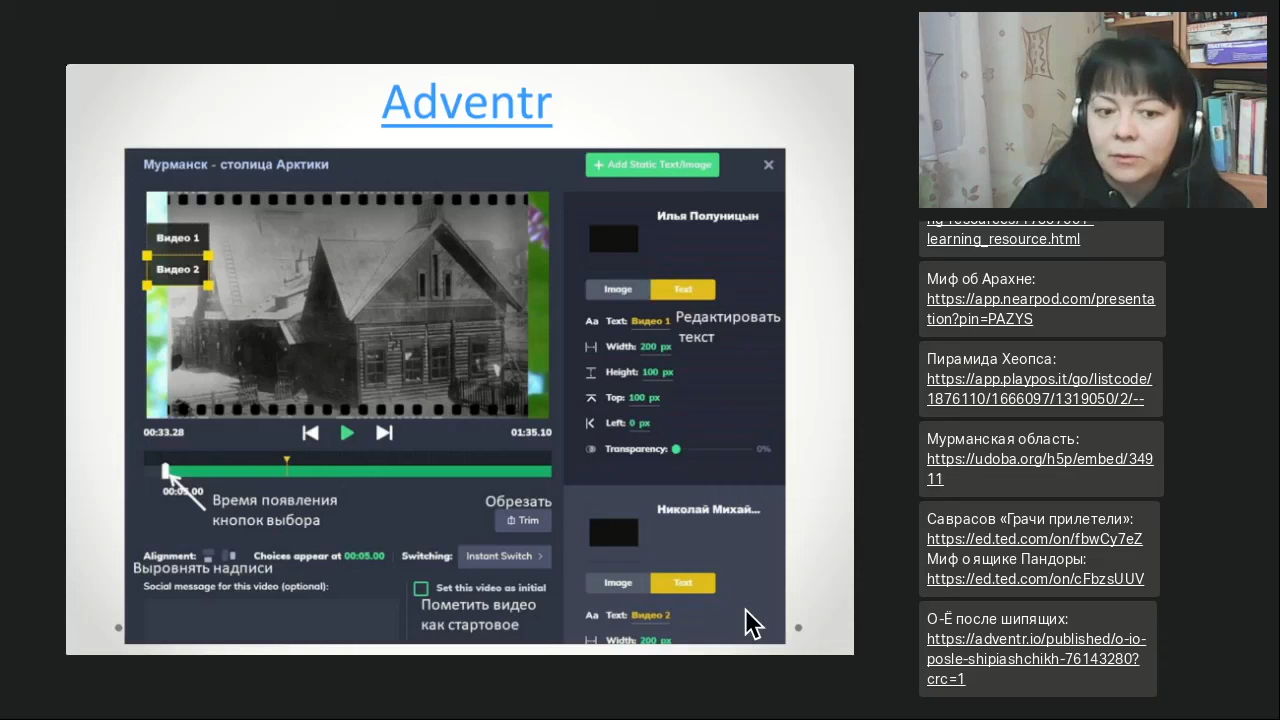 Adventr
Мурманск - столица Арктики
+ Add Static Text/Image
Видео 1
Видео 2
00:33.28
01:35.10
00:05.00
Время появления
кнопок выбора
Обрезать
Trim
Alignment:
Choices appear at 00:05.00
Switching:
Instant Switch >
Выровнять надписи
Social message for this video (optional):
Set this video as initial
Пометить видео
как стартовое
Илья Полуницын
Image
Text
Aa Text: Видео 1
Редактировать
текст
Width: 200 px
Height: 100 px
Top: 100 px
Left: 0 px
Transparency:
0%
Николай Михай...
Image
Text
Aa Text: Видео 2
Width: 200 px
learning_resource.html
Миф об Арахне:
https://app.nearpod.com/presenta
tion?pin=PAZYS
Пирамида Хеопса:
https://app.playpos.it/go/listcode/
1876110/1666097/1319050/2/--
Мурманская область:
https://udoba.org/h5p/embed/349
11
Саврасов «Грачи прилетели»:
https://ed.ted.com/on/fbwCy7eZ
Миф о ящике Пандоры:
https://ed.ted.com/on/cFbzsUUV
О-Ё после шипящих:
https://adventr.io/published/o-io-
posle-shipiashchikh-76143280?
crc=1